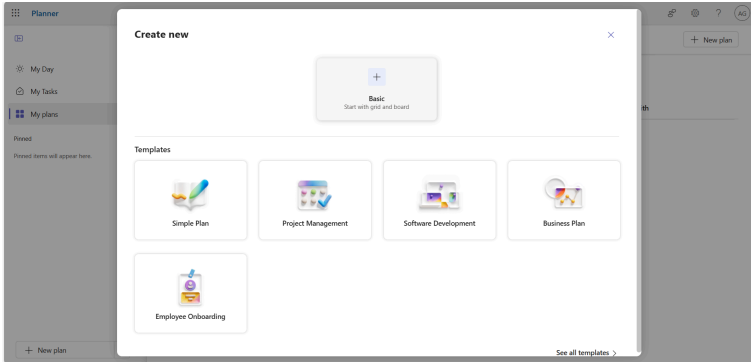 Planner
AG
Create new
New plan
My Day
My Tasks
My plans
Pinned
Pinned items will appear here.
Basic
Start with grid and board
ith
Templates
Simple Plan
Project Management
Software Development
Business Plan
Employee Onboarding
See all templates
New plan